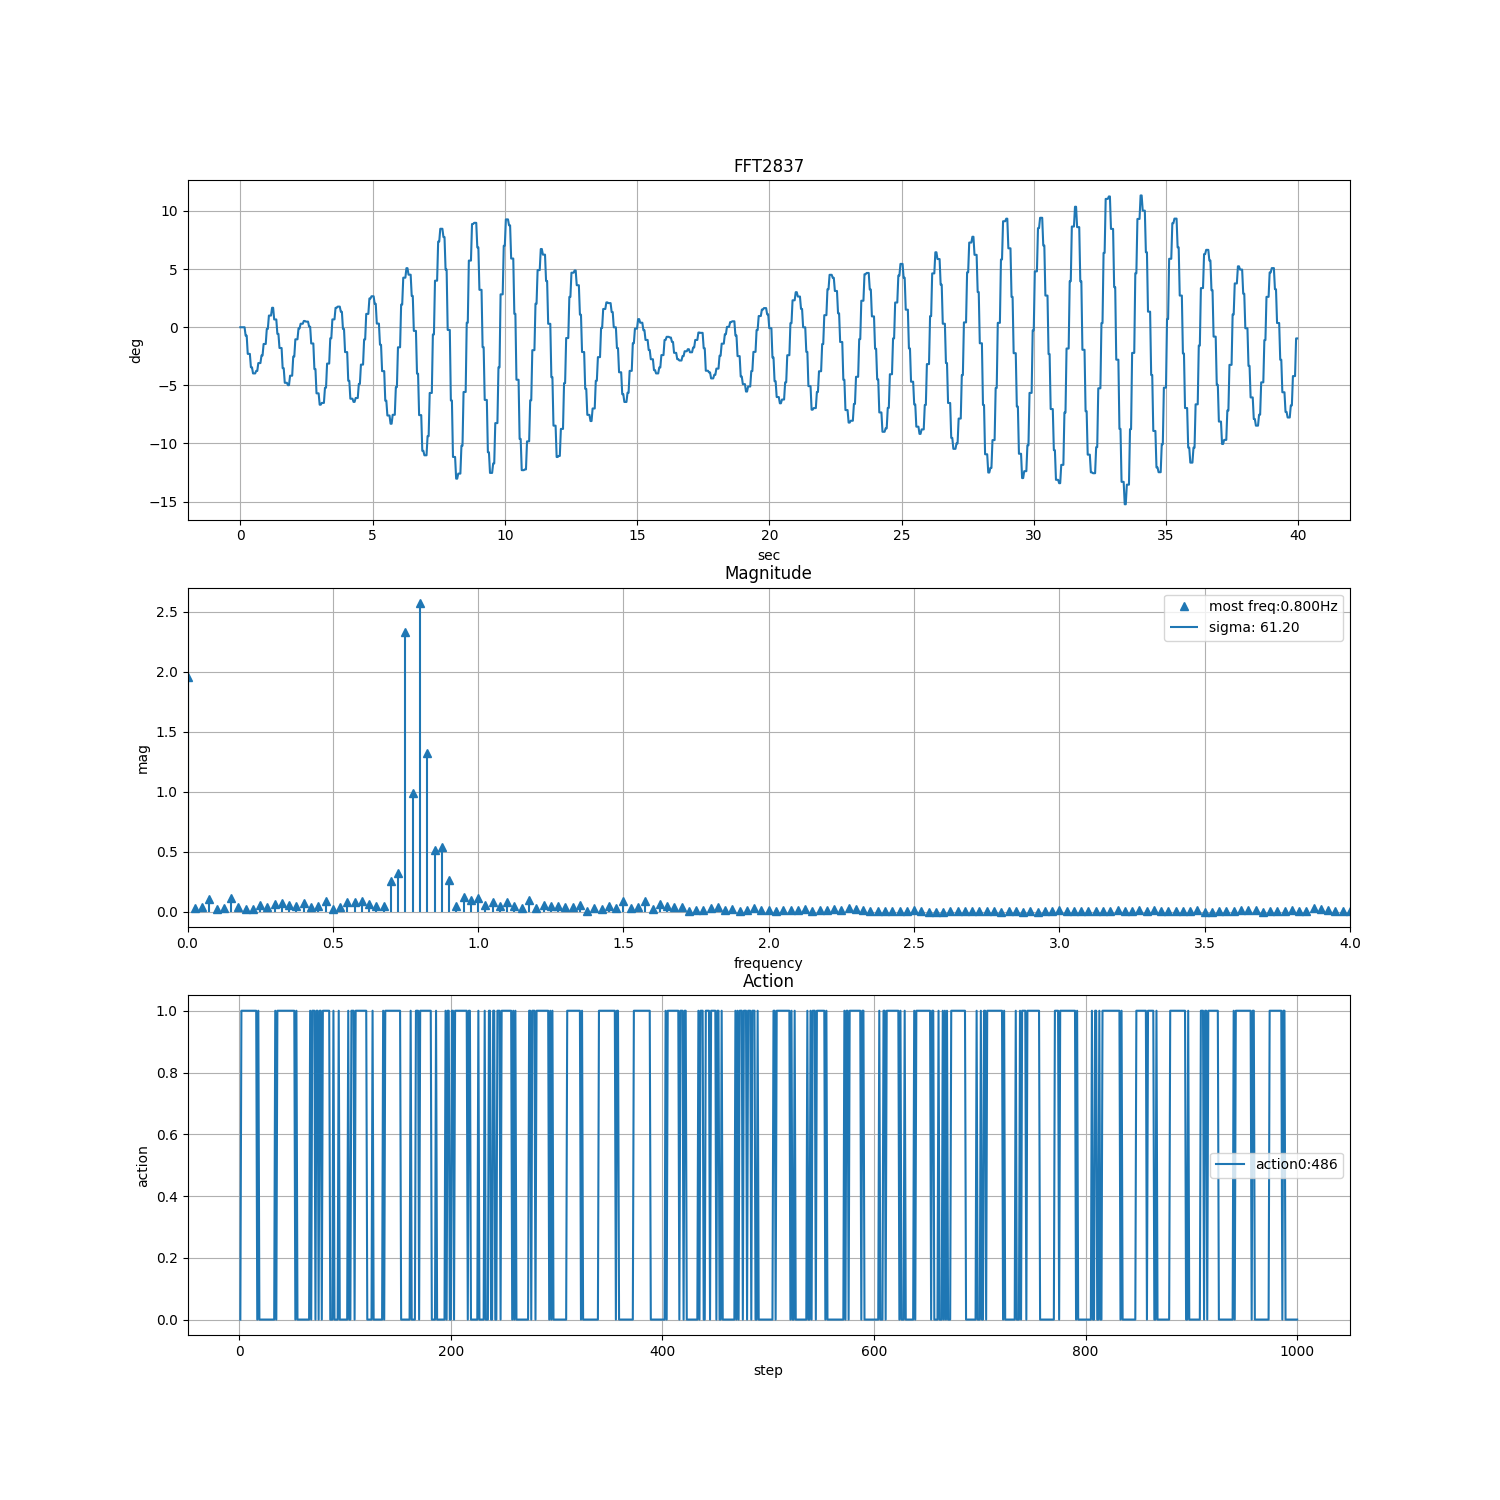 FFT2837
10
5
0
−5
−10
−15
deg
0 5 10 15 20 25 30 35 40
sec
Magnitude
most freq:0.800Hz
sigma: 61.20
2.5
2.0
1.5
1.0
0.5
0.0
mag
0.0 0.5 1.0 1.5 2.0 2.5 3.0 3.5 4.0
frequency
Action
1.0
0.8
0.6
0.4
0.2
0.0
action
action0:486
0 200 400 600 800 1000
step